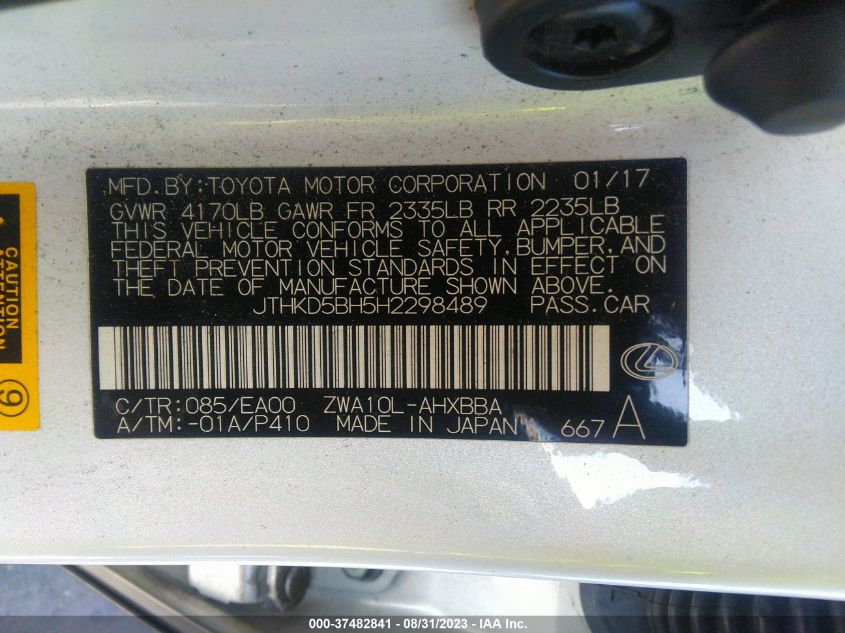 MFD.BY:TOYOTA MOTOR CORPORATION 01/17
GVWR 4170LB GAWR FR 2335LB RR 2235LB
THIS VEHICLE CONFORMS TO ALL APPLICABLE
FEDERAL MOTOR VEHICLE SAFETY,BUMPER,AND
THEFT PREVENTION STANDARDS IN EFFECT ON
THE DATE OF MANUFACTURE SHOWN ABOVE.
JTHKD5BH5H2298489 PASS.CAR
C/TR:085/EA00 ZWA10L-AHXBBA
A/TM:-01A/P410 MADE IN JAPAN 667A
CAUTION
ATTENTION
9
000-37482841 - 08/31/2023 - IAA Inc.